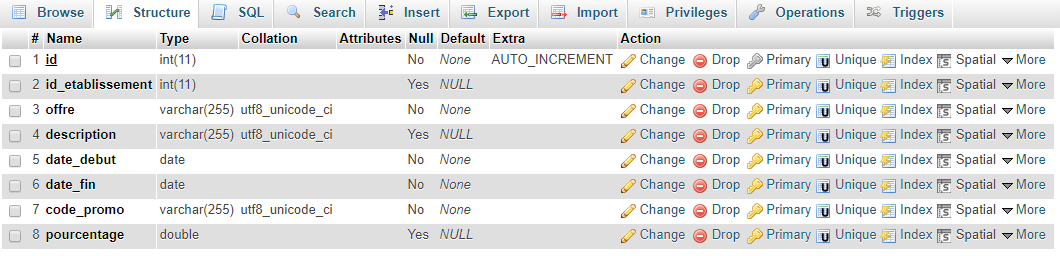 Browse Structure SQL Search Insert Export Import Privileges Operations Triggers
# Name Type Collation Attributes Null Default Extra Action
1 id int(11) No None AUTO_INCREMENT Change Drop Primary Unique Index Spatial More
2 id_etablissement int(11) Yes NULL Change Drop Primary Unique Index Spatial More
3 offre varchar(255) utf8_unicode_ci No None Change Drop Primary Unique Index Spatial More
4 description varchar(255) utf8_unicode_ci Yes NULL Change Drop Primary Unique Index Spatial More
5 date_debut date No None Change Drop Primary Unique Index Spatial More
6 date_fin date No None Change Drop Primary Unique Index Spatial More
7 code_promo varchar(255) utf8_unicode_ci No None Change Drop Primary Unique Index Spatial More
8 pourcentage double Yes NULL Change Drop Primary Unique Index Spatial More